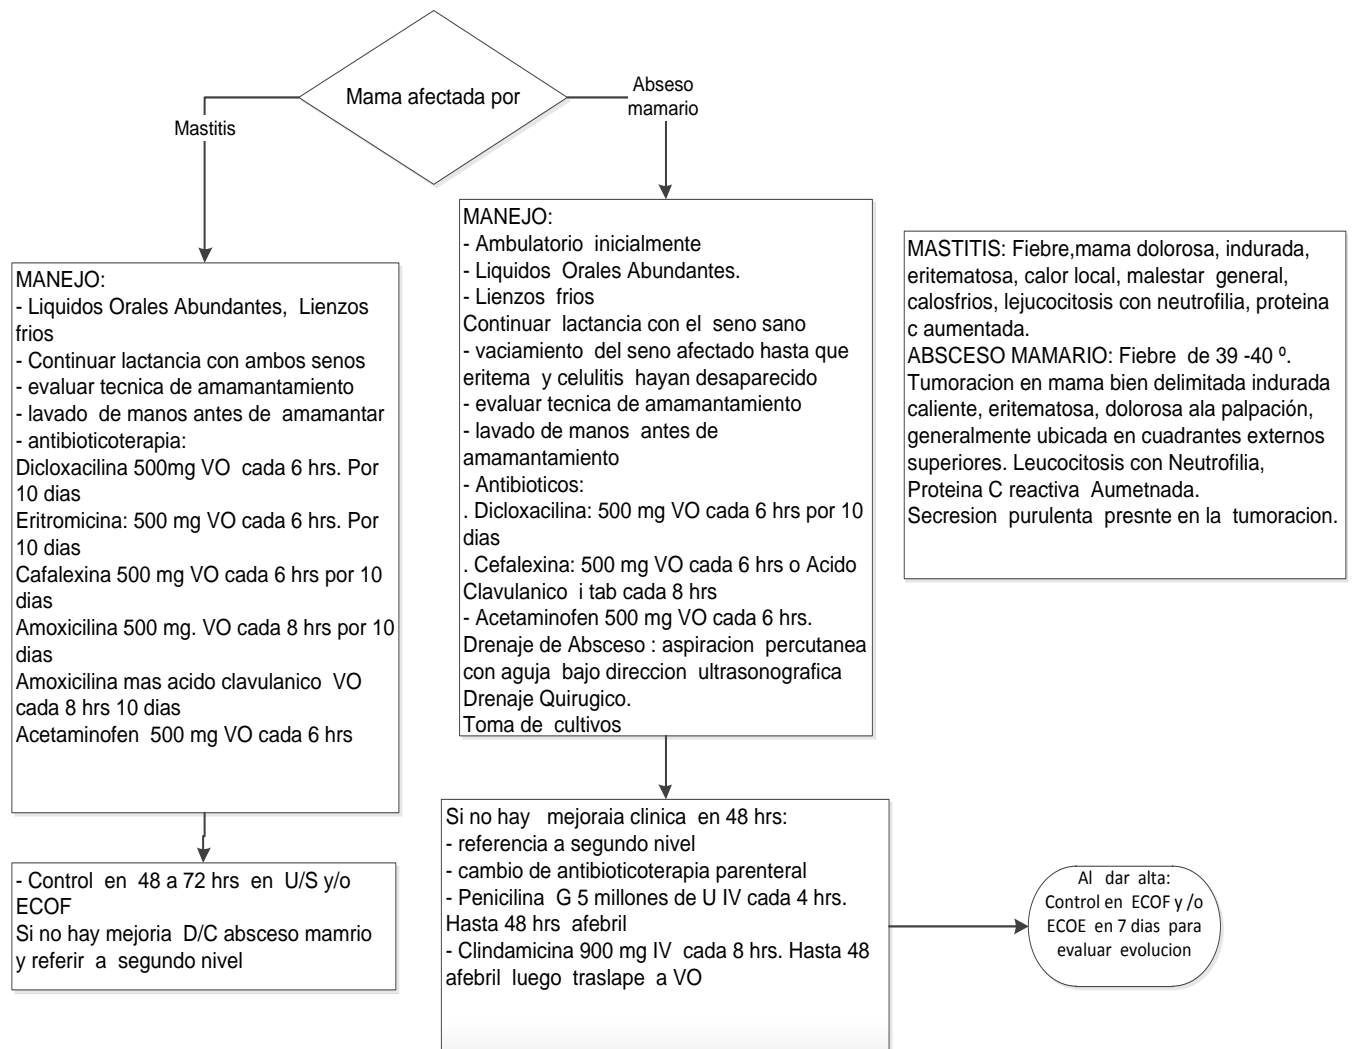 Mama afectada por
Mastitis
Abseso
mamario
MANEJO:
- Liquidos Orales Abundantes, Lienzos
frios
- Continuar lactancia con ambos senos
- evaluar tecnica de amamantamiento
- lavado de manos antes de amamantar
- antibioticoterapia:
Dicloxacilina 500mg VO cada 6 hrs. Por
10 dias
Eritromicina: 500 mg VO cada 6 hrs. Por
10 dias
Cafalexina 500 mg VO cada 6 hrs por 10
dias
Amoxicilina 500 mg. VO cada 8 hrs por 10
dias
Amoxicilina mas acido clavulanico VO
cada 8 hrs 10 dias
Acetaminofen 500 mg VO cada 6 hrs
- Control en 48 a 72 hrs en U/S y/o
ECOF
Si no hay mejoria D/C absceso mamrio
y referir a segundo nivel
MANEJO:
- Ambulatorio inicialmente
- Liquidos Orales Abundantes.
- Lienzos frios
Continuar lactancia con el seno sano
- vaciamiento del seno afectado hasta que
eritema y celulitis hayan desaparecido
- evaluar tecnica de amamantamiento
- lavado de manos antes de
amamantamiento
- Antibioticos:
. Dicloxacilina: 500 mg VO cada 6 hrs por 10
dias
. Cefalexina: 500 mg VO cada 6 hrs o Acido
Clavulanico i tab cada 8 hrs
- Acetaminofen 500 mg VO cada 6 hrs.
Drenaje de Absceso : aspiracion percutanea
con aguja bajo direccion ultrasonografica
Drenaje Quirugico.
Toma de cultivos
Si no hay mejoraia clinica en 48 hrs:
- referencia a segundo nivel
- cambio de antibioticoterapia parenteral
- Penicilina G 5 millones de U IV cada 4 hrs.
Hasta 48 hrs afebril
- Clindamicina 900 mg IV cada 8 hrs. Hasta 48
afebril luego traslape a VO
MASTITIS: Fiebre,mama dolorosa, indurada,
eritematosa, calor local, malestar general,
calosfrios, lejucocitosis con neutrofilia, proteina
c aumentada.
ABSCESO MAMARIO: Fiebre de 39 -40 º.
Tumoracion en mama bien delimitada indurada
caliente, eritematosa, dolorosa ala palpación,
generalmente ubicada en cuadrantes externos
superiores. Leucocitosis con Neutrofilia,
Proteina C reactiva Aumetnada.
Secresion purulenta presnte en la tumoracion.
Al dar alta:
Control en ECOF y /o
ECOE en 7 dias para
evaluar evolucion